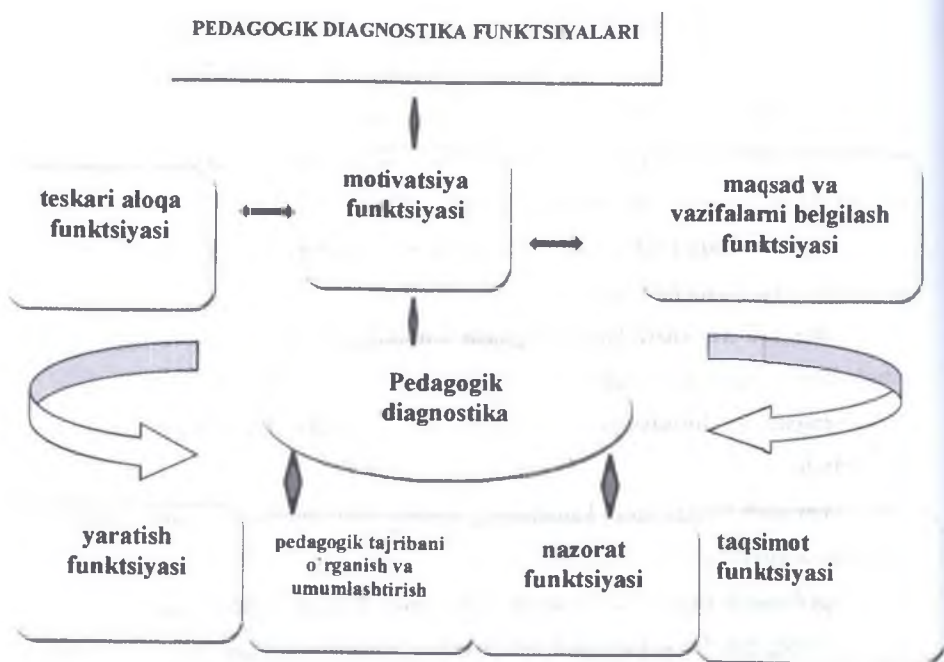 PEDAGOGIK DIAGNOSTIKA FUNKTSIYALARI
teskari aloqa
funktsiyasi
motivatsiya
funktsiyasi
maqsad va
vazifalarni belgilash
funktsiyasi
Pedagogik
diagnostika
yaratish
funktsiyasi
pedagogik tajribani
o`rganish va
umumlashtirish
nazorat
funktsiyasi
taqsimot
funktsiyasi